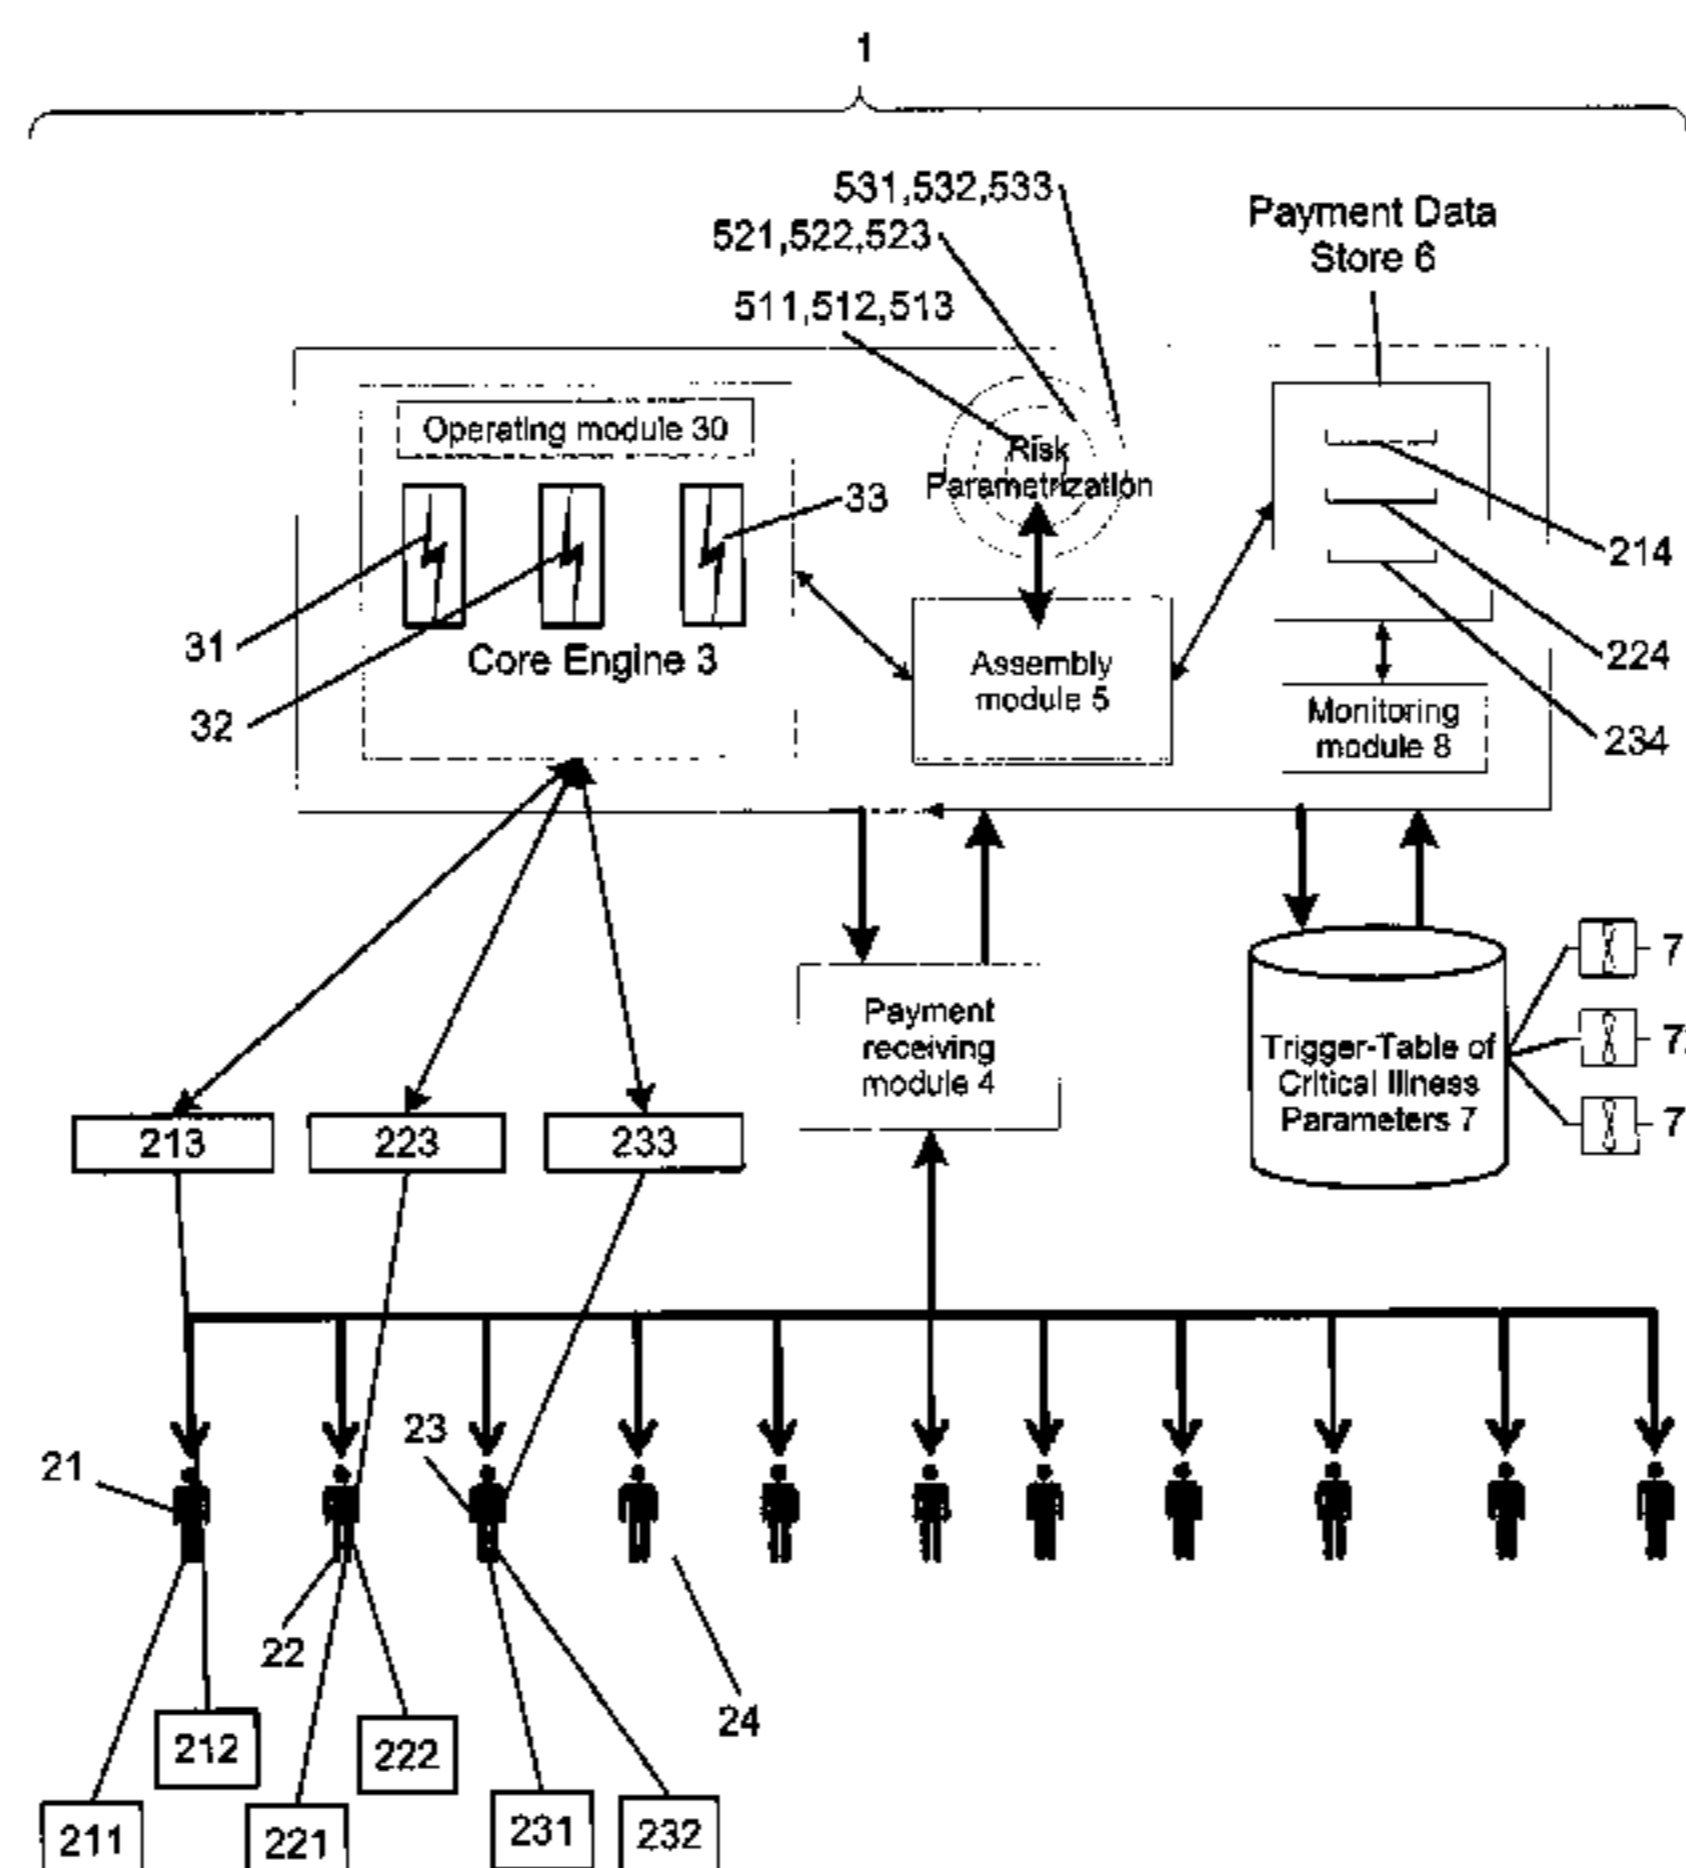 1
531,532,533
521,522,523
511,512,513
Payment Data
Store 6
Operating module 30
Risk
Parametrization
33
31
32
Core Engine 3
Assembly
module 5
214
224
234
Monitoring
module 8
Payment
receiving
module 4
Trigger-Table of
Critical Illness
Parameters 7
7
7
7
213
223
233
21
23
22
24
212
222
211
221
231
232